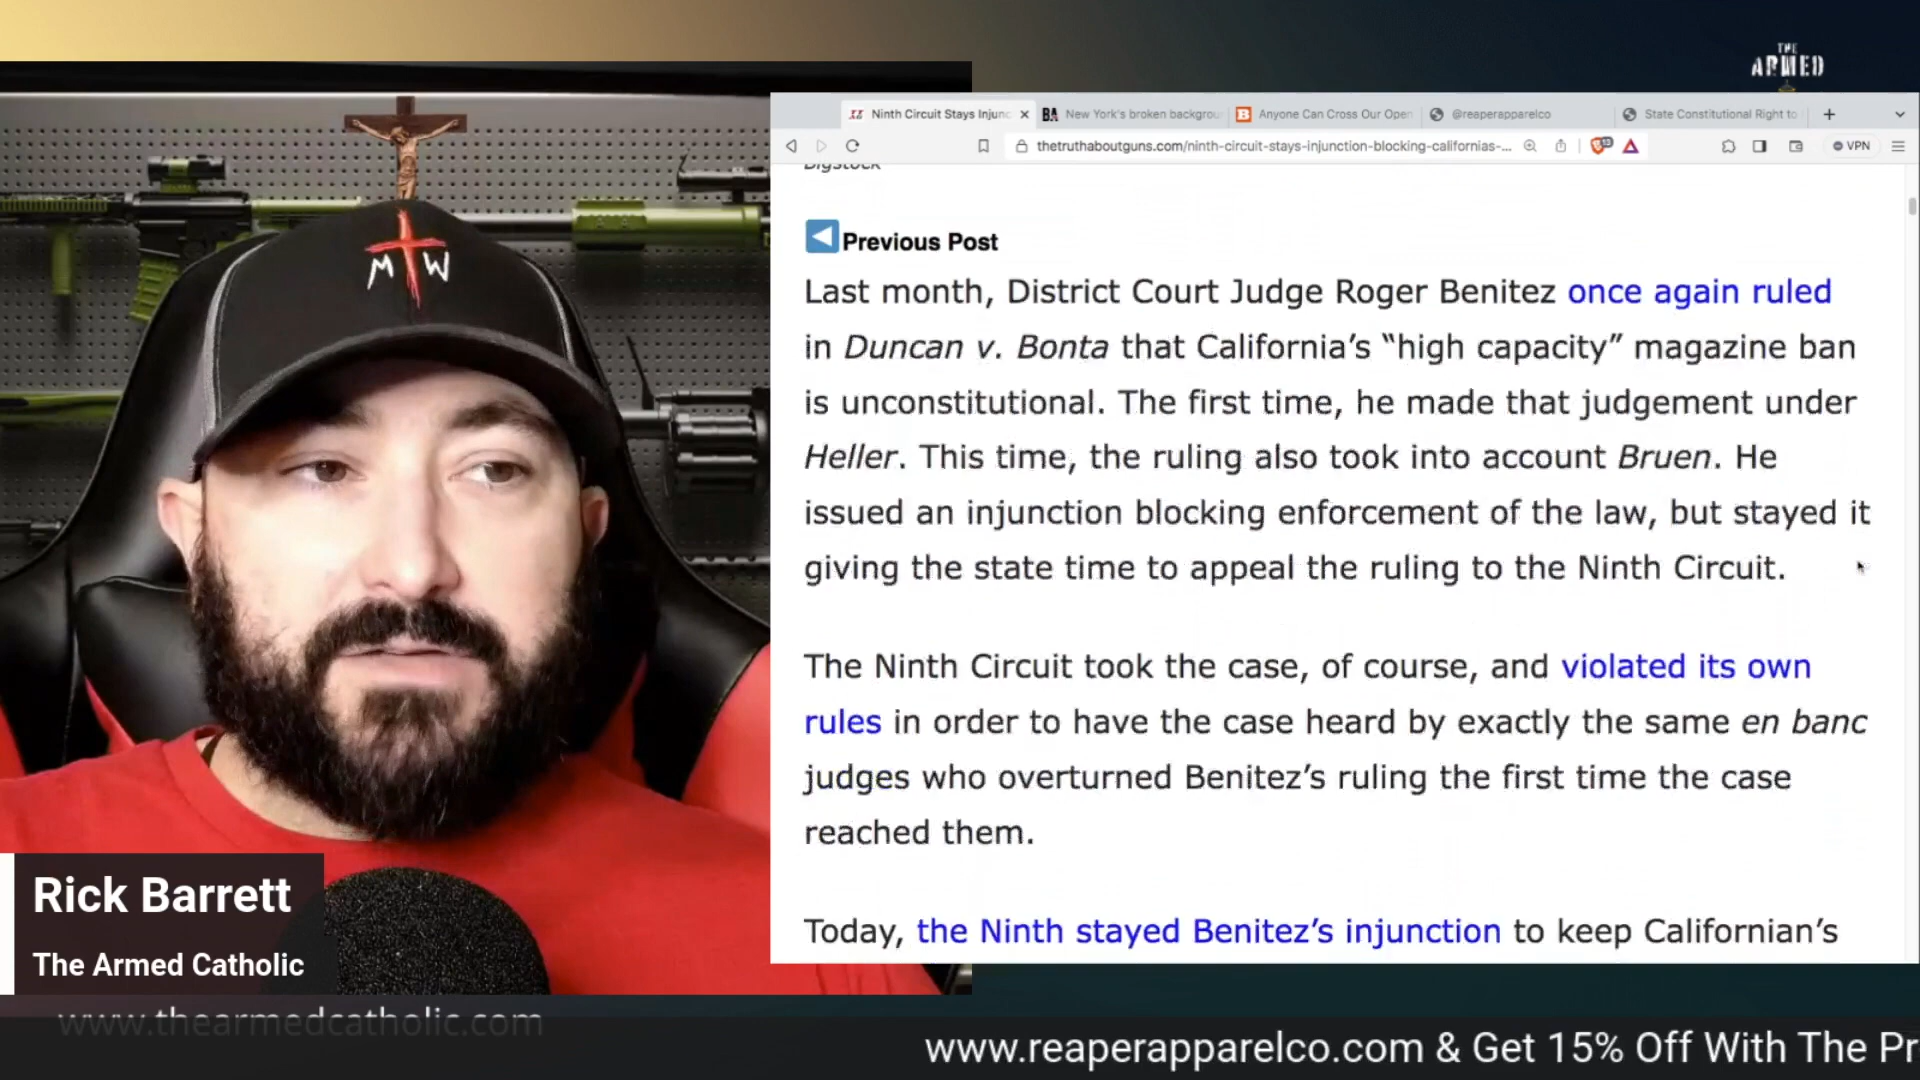 THE
ARMED
Ninth Circuit Stays Injunc
BA New York's broken backgrou
B Anyone Can Cross Our Open
@reaperapparelco
State Constitutional Right to
thetruthaboutguns.com/ninth-circuit-stays-injunction-blocking-californias-...
VPN
Bigstock
Previous Post
Last month, District Court Judge Roger Benitez once again ruled
in Duncan v. Bonta that California’s “high capacity” magazine ban
is unconstitutional. The first time, he made that judgement under
Heller. This time, the ruling also took into account Bruen. He
issued an injunction blocking enforcement of the law, but stayed it
giving the state time to appeal the ruling to the Ninth Circuit.
The Ninth Circuit took the case, of course, and violated its own
rules in order to have the case heard by exactly the same en banc
judges who overturned Benitez’s ruling the first time the case
reached them.
Today, the Ninth stayed Benitez’s injunction to keep Californian’s
M W
Rick Barrett
The Armed Catholic
www.thearmedcatholic.com
www.reaperapparelco.com & Get 15% Off With The Pr